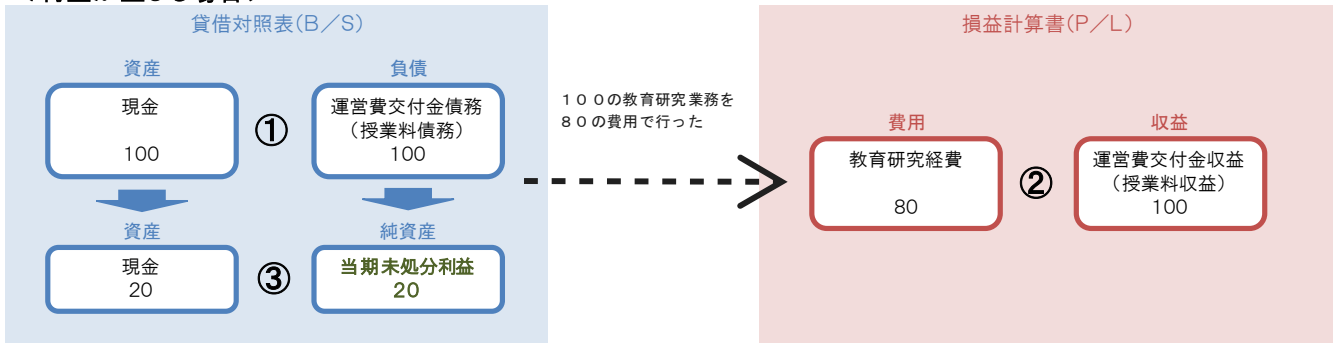 貸借対照表(B／S)
資産
負債
現金
100
①
運営費交付金債務
（授業料債務）
100
資産
純資産
現金
20
③
当期未処分利益
20
１００の教育研究業務を
８０の費用で行った
損益計算書(P／L)
費用
収益
教育研究経費
80
②
運営費交付金収益
（授業料収益）
100